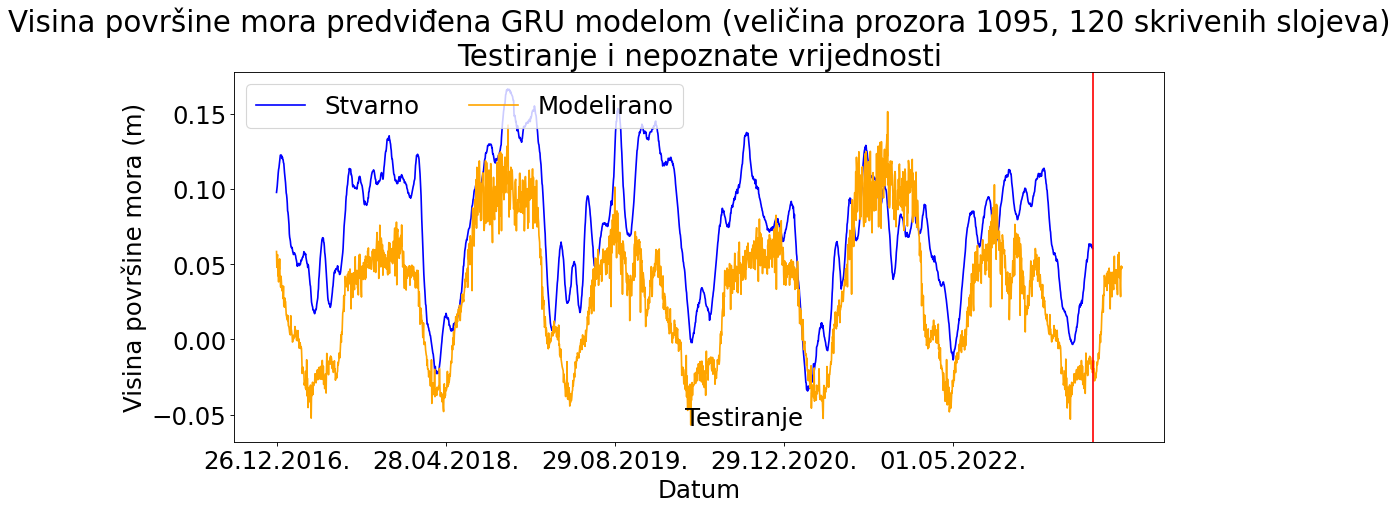 Visina površine mora predviđena GRU modelom (veličina prozora 1095, 120 skrivenih slojeva)
Testiranje i nepoznate vrijednosti
Stvarno
Modelirano
Visina površine mora (m)
0.15
0.10
0.05
0.00
−0.05
Testiranje
26.12.2016.
28.04.2018.
29.08.2019.
29.12.2020.
01.05.2022.
Datum